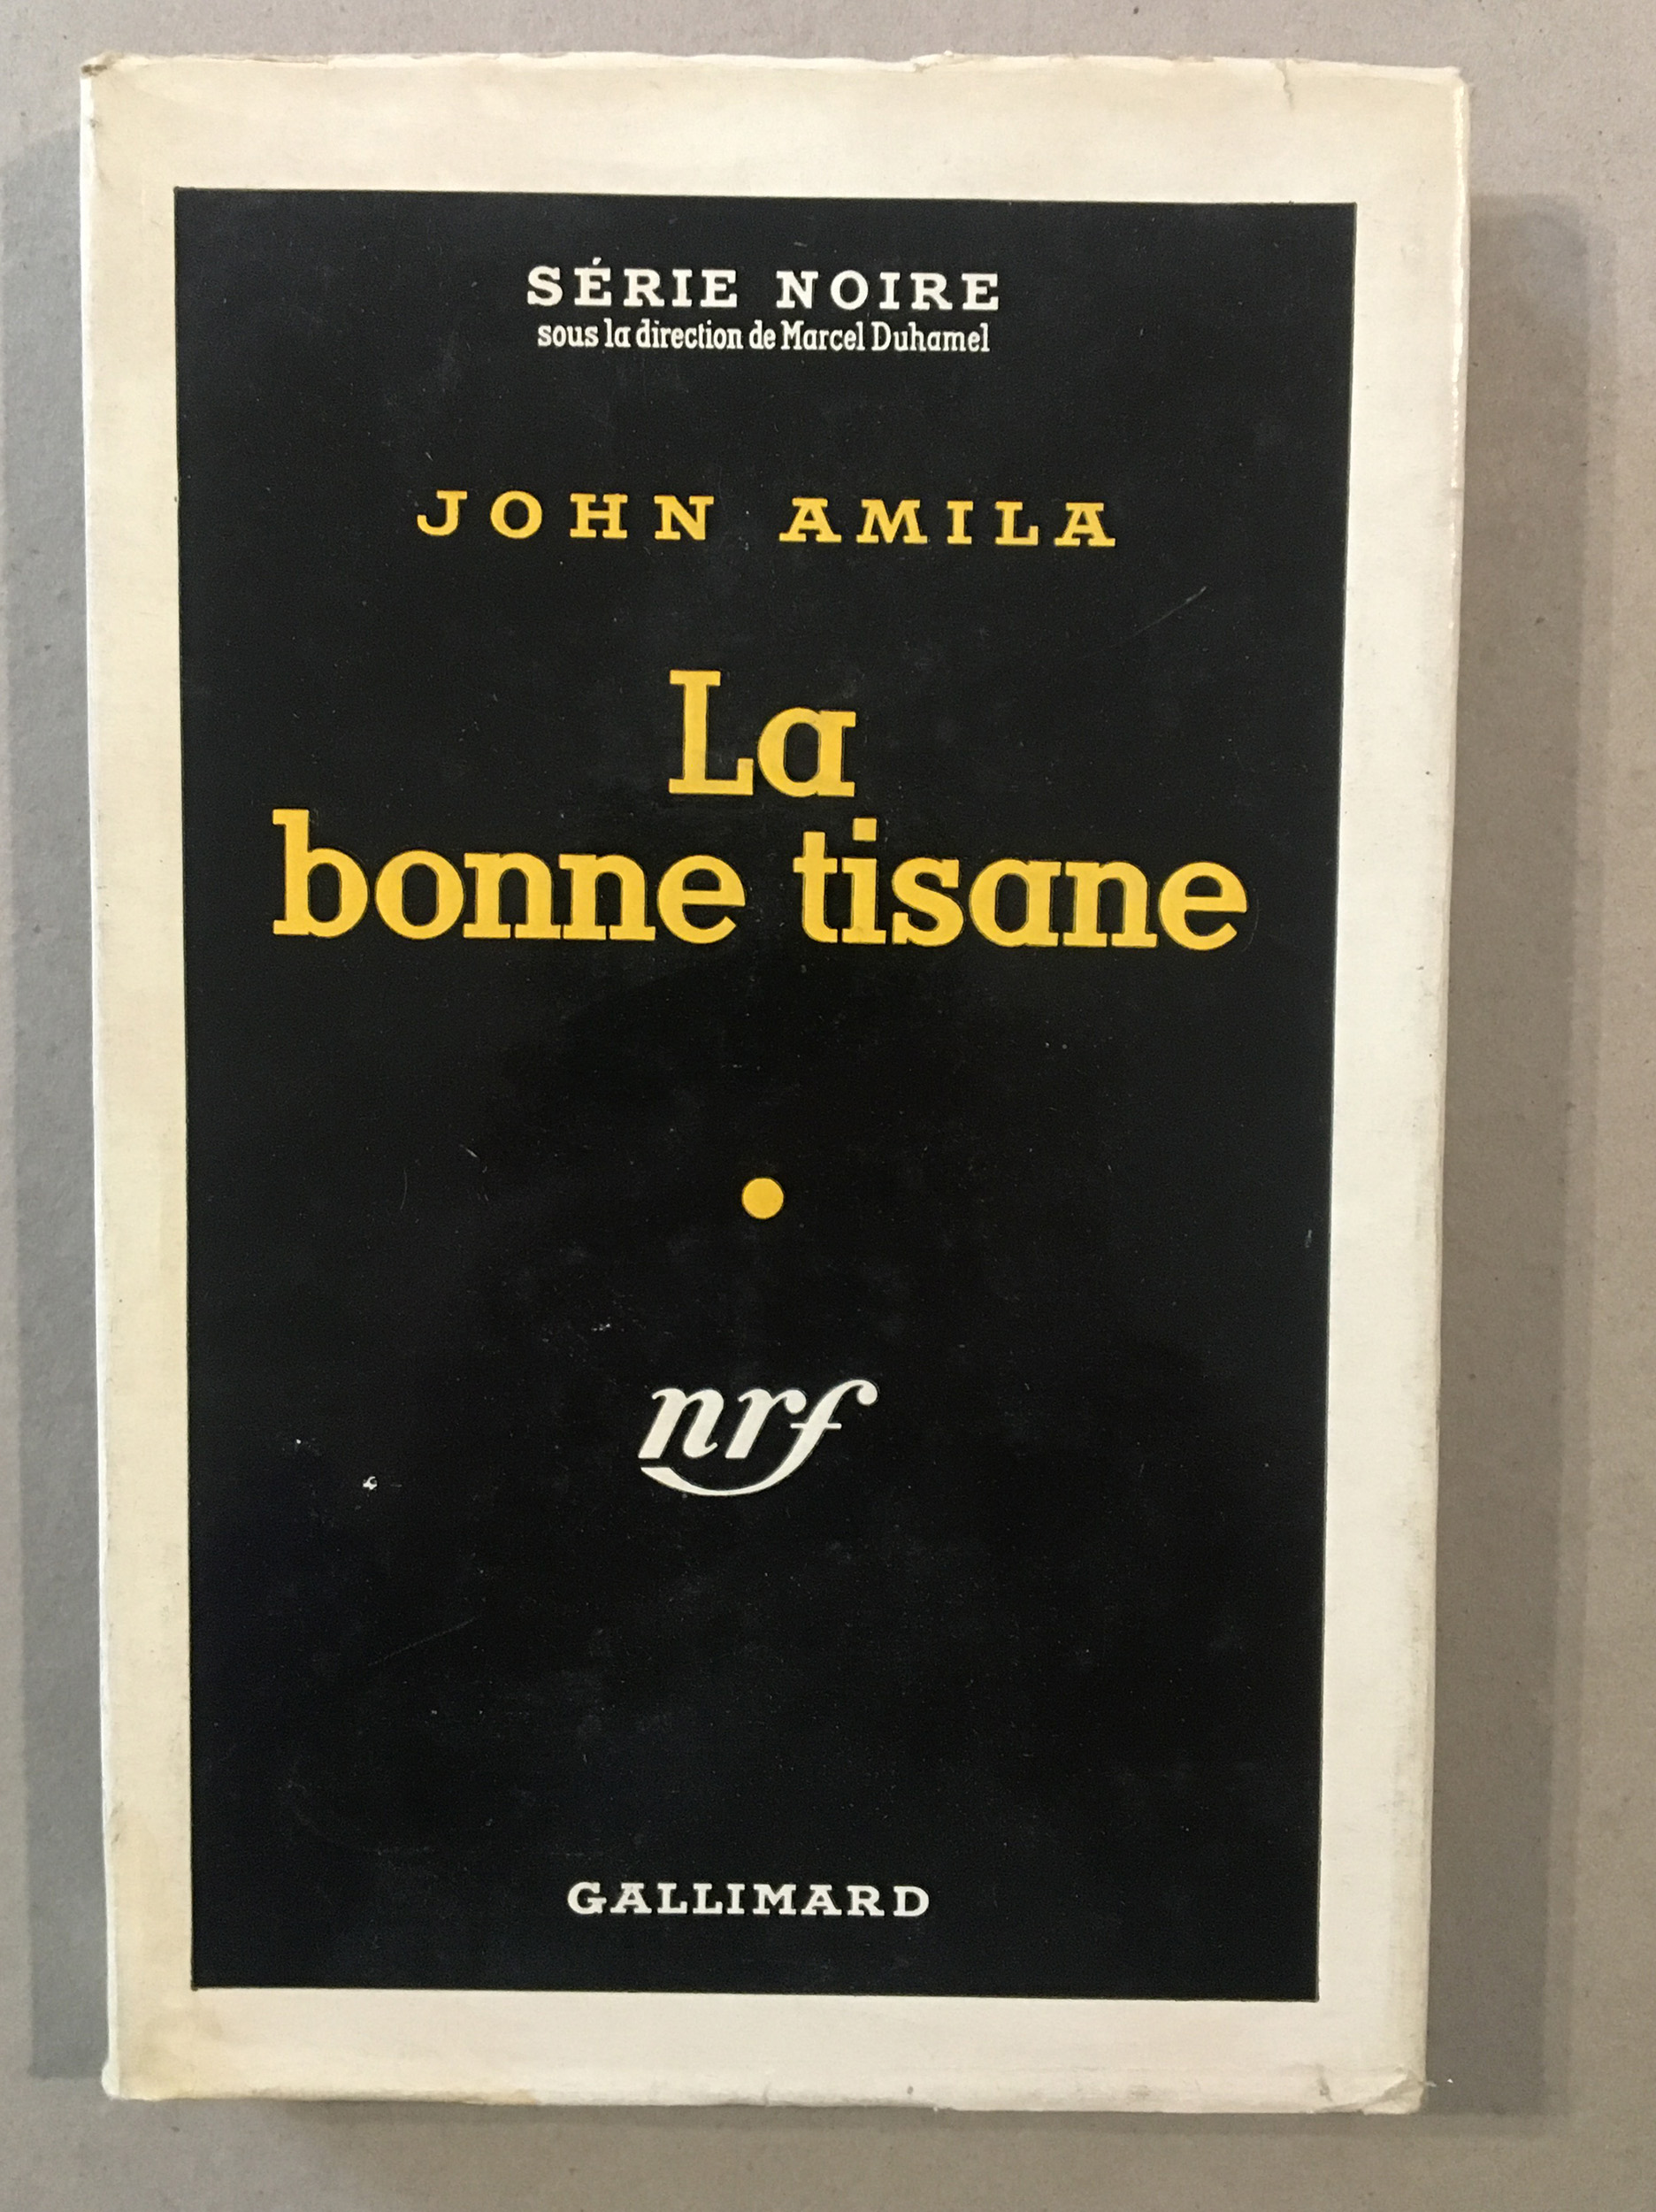 SÉRIE NOIRE
sous la direction de Marcel Duhamel
JOHN AMILA
La
bonne tisane
nrf
GALLIMARD